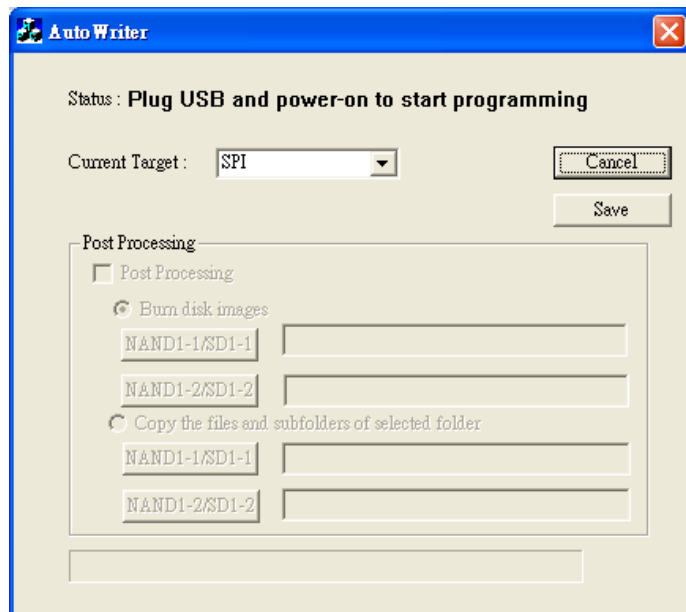 AutoWriter
Status : Plug USB and power-on to start programming
Current Target : SPI
Cancel
Save
Post Processing
Post Processing
Burn disk images
NAND1-1/SD1-1
NAND1-2/SD1-2
Copy the files and subfolders of selected folder
NAND1-1/SD1-1
NAND1-2/SD1-2